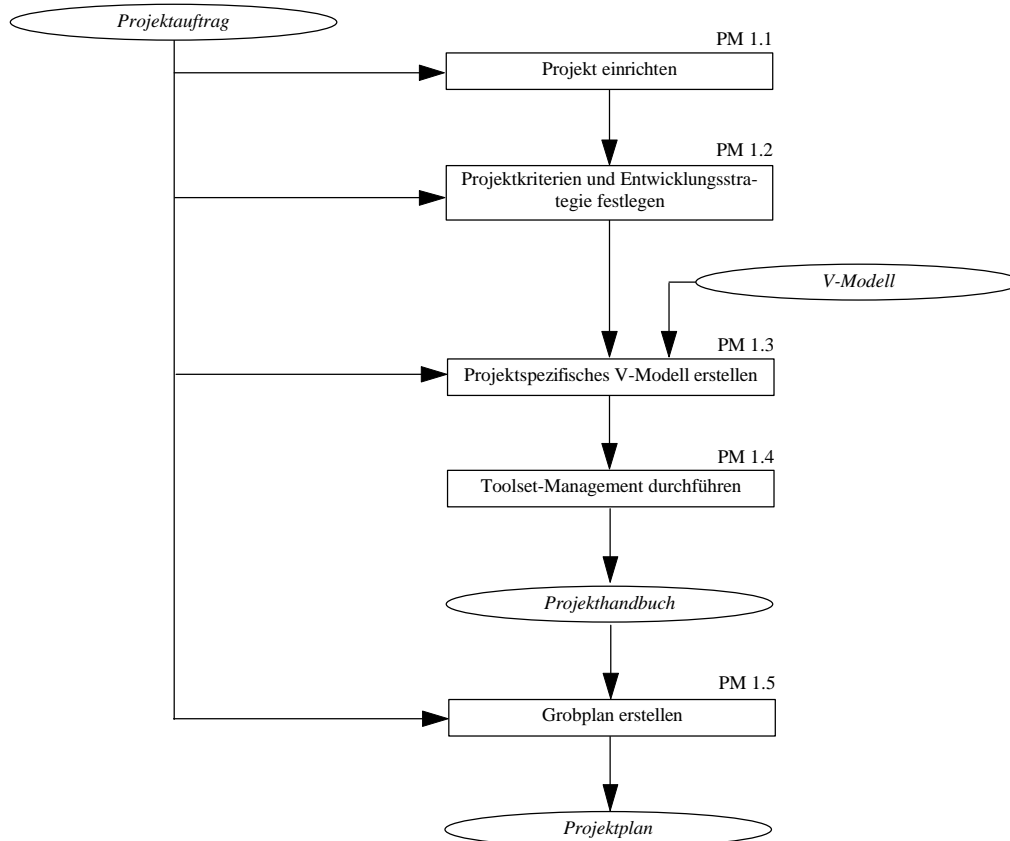 Projektauftrag
PM 1.1
Projekt einrichten
PM 1.2
Projektkriterien und Entwicklungsstra-
tegie festlegen
V-Modell
PM 1.3
Projektspezifisches V-Modell erstellen
PM 1.4
Toolset-Management durchführen
Projekthandbuch
PM 1.5
Grobplan erstellen
Projektplan